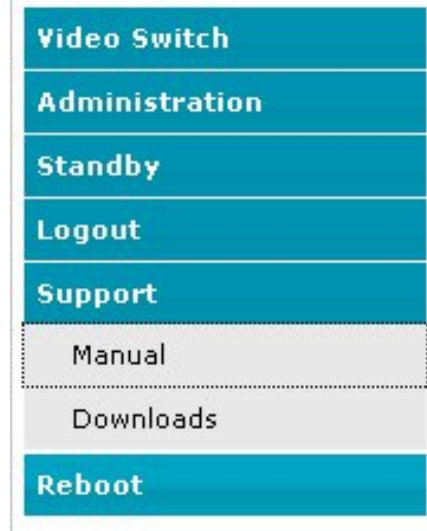 Video Switch
Administration
Standby
Logout
Support
Manual
Downloads
Reboot